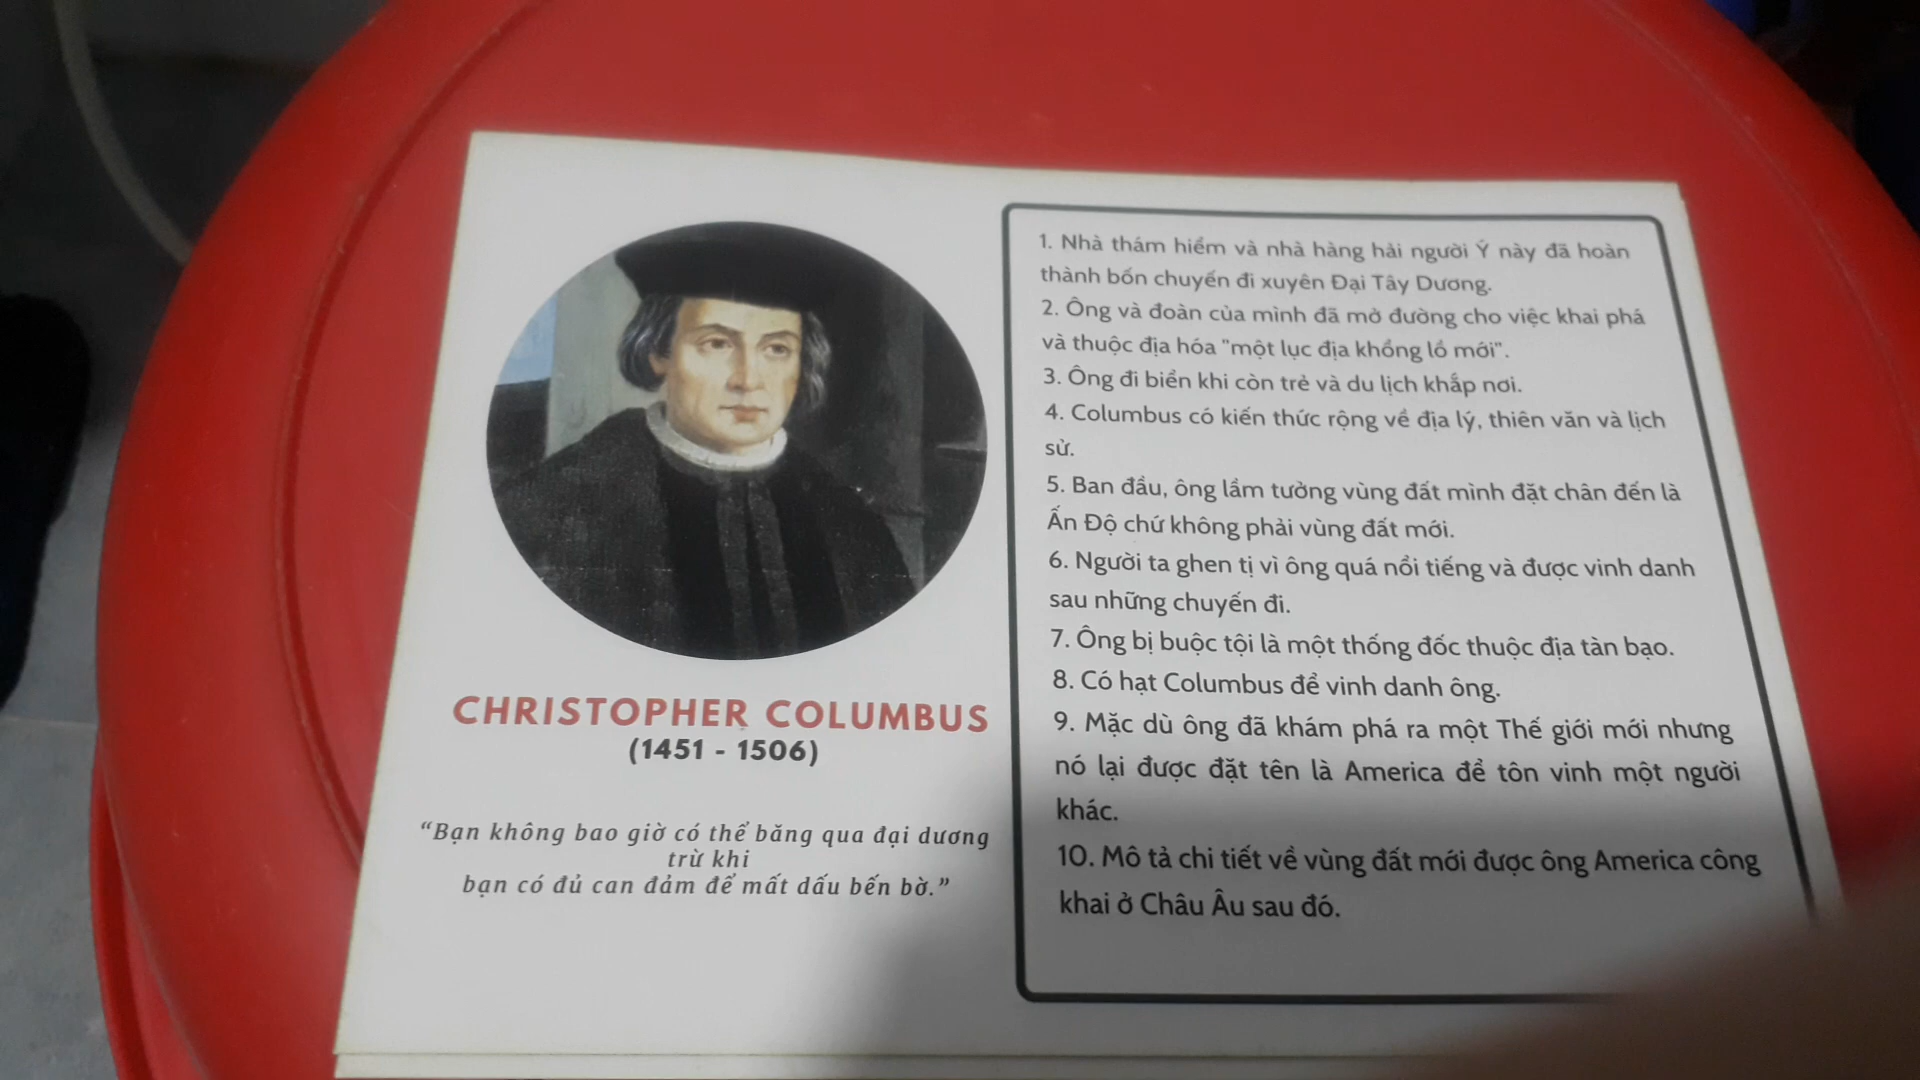 CHRISTOPHER COLUMBUS
(1451 - 1506)
“Bạn không bao giờ có thể băng qua đại dương
trừ khi
bạn có đủ can đảm để mất dấu bến bờ.”
1. Nhà thám hiểm và nhà hàng hải người Ý này đã hoàn
thành bốn chuyến đi xuyên Đại Tây Dương.
2. Ông và đoàn của mình đã mở đường cho việc khai phá
và thuộc địa hóa "một lục địa khổng lồ mới".
3. Ông đi biển khi còn trẻ và du lịch khắp nơi.
4. Columbus có kiến thức rộng về địa lý, thiên văn và lịch
sử.
5. Ban đầu, ông lầm tưởng vùng đất mình đặt chân đến là
Ấn Độ chứ không phải vùng đất mới.
6. Người ta ghen tị vì ông quá nổi tiếng và được vinh danh
sau những chuyến đi.
7. Ông bị buộc tội là một thống đốc thuộc địa tàn bạo.
8. Có hạt Columbus để vinh danh ông.
9. Mặc dù ông đã khám phá ra một Thế giới mới nhưng
nó lại được đặt tên là America để tôn vinh một người
khác.
10. Mô tả chi tiết về vùng đất mới được ông America công
khai ở Châu Âu sau đó.